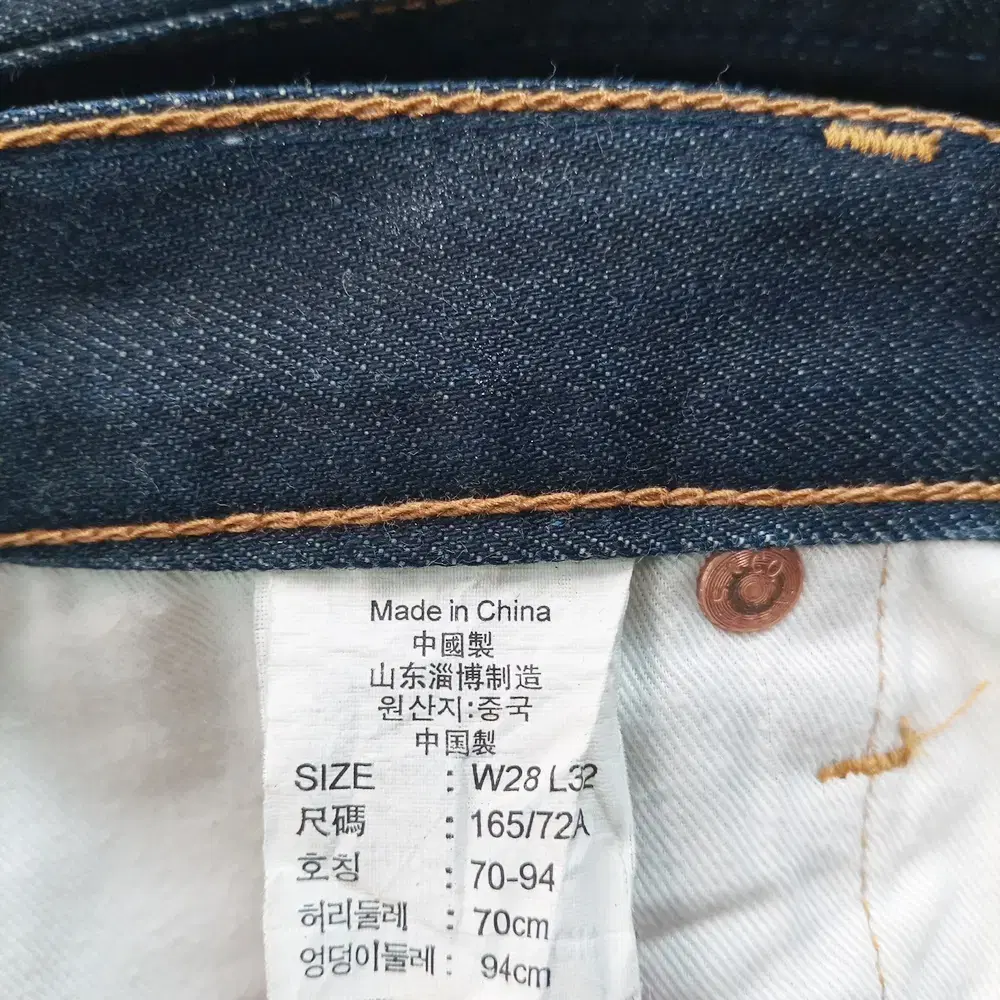 Made in China
中國製
山东淄博制造
원산지:중국
中国製
SIZE : W28 L32
尺碼 : 165/72A
호칭 : 70-94
허리둘레 : 70cm
엉덩이둘레 : 94cm